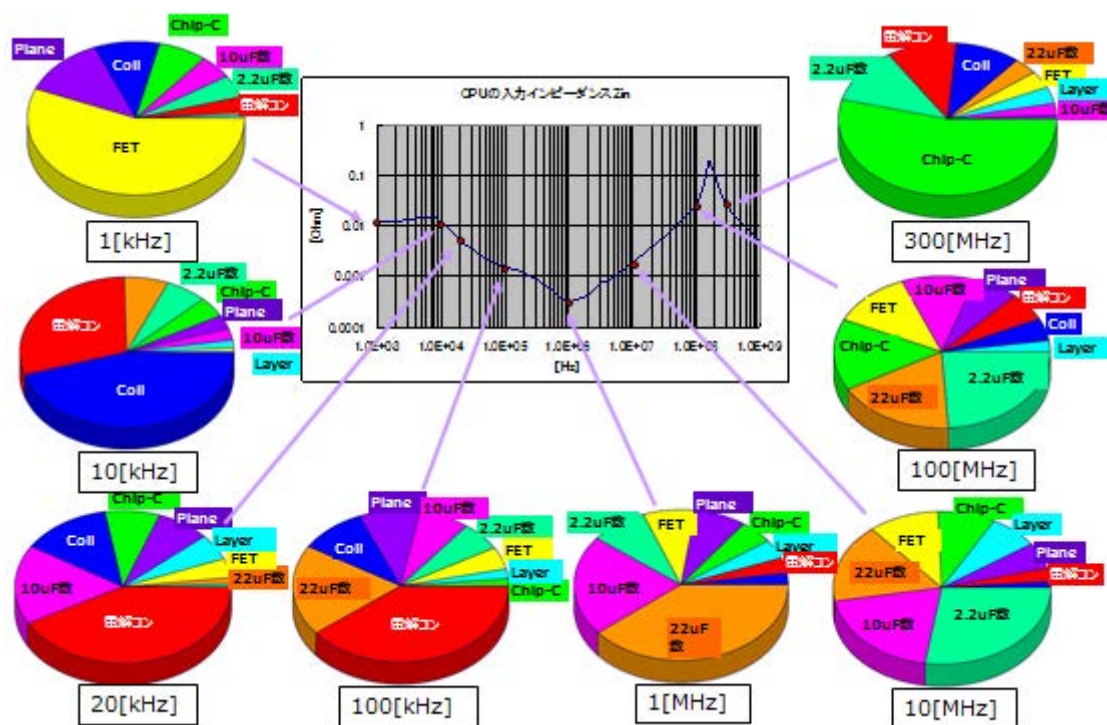 Chip-C
Plane
Coil
10uF数
2.2uF数
電解コン
FET
1[kHz]
CPUの入力インピーダンスZin
[Ohm]
1
0.1
0.01
0.001
0.0001
1.0E+03
1.0E+04
1.0E+05
1.0E+06
1.0E+07
1.0E+08
1.0E+09
[Hz]
電解コン
Coil
22uF数
2.2uF数
FET
Layer
10uF数
Chip-C
300[MHz]
2.2uF数
Chip-C
電解コン
Plane
10uF数
Layer
Coil
10[kHz]
10uF数
Plane
FET
電解コン
Coil
Layer
Chip-C
22uF数
2.2uF数
100[MHz]
Chip-C
Plane
Coil
Layer
FET
10uF数
22uF数
電解コン
20[kHz]
Plane
10uF数
2.2uF数
Coil
FET
22uF数
Layer
Chip-C
電解コン
100[kHz]
Plane
2.2uF数
FET
Chip-C
Layer
10uF数
電解コン
22uF
数
1[MHz]
Chip-C
FET
Layer
22uF数
Plane
電解コン
10uF数
2.2uF数
10[MHz]